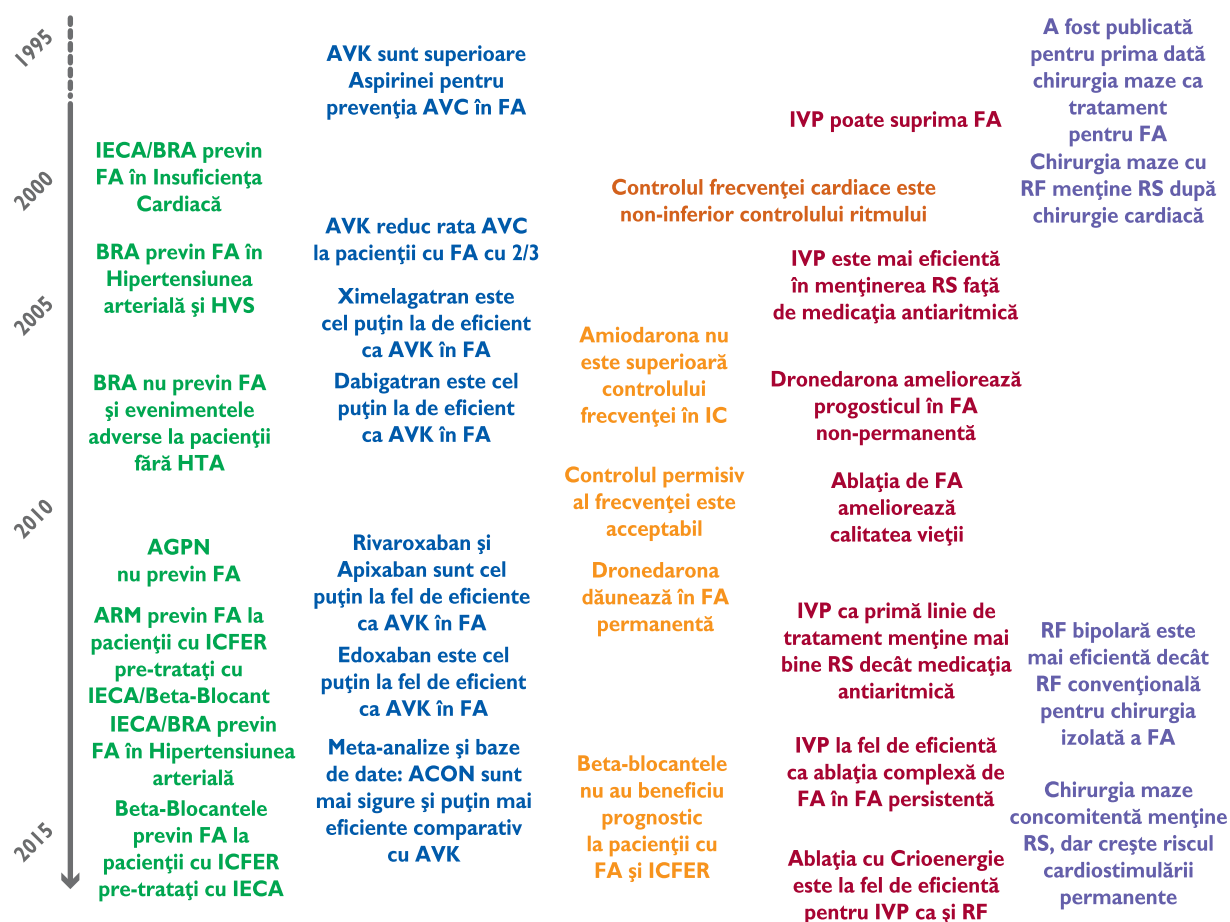 1995
2000
2005
2010
2015
IECA/BRA previn
FA în Insuficienţa
Cardiacă
BRA previn FA în
Hipertensiunea
arterială şi HVS
BRA nu previn FA
şi evenimentele
adverse la pacienţii
fără HTA
AGPN
nu previn FA
ARM previn FA la
pacienţii cu ICFER
pre-trataţi cu
IECA/Beta-Blocant
IECA/BRA previn
FA în Hipertensiunea
arterială
Beta-Blocantele
previn FA la
pacienţii cu ICFER
pre-trataţi cu IECA
AVK sunt superioare
Aspirinei pentru
prevenţia AVC în FA
AVK reduc rata AVC
la pacienţii cu FA cu 2/3
Ximelagatran este
cel puţin la de eficient
ca AVK în FA
Dabigatran este cel
puţin la de eficient
ca AVK în FA
Rivaroxaban şi
Apixaban sunt cel
puţin la fel de eficiente
ca AVK în FA
Edoxaban este cel
puţin la fel de eficient
ca AVK în FA
Meta-analize şi baze
de date: ACON sunt
mai sigure şi puţin mai
eficiente comparativ
cu AVK
Controlul frecvenţei cardiace este
non-inferior controlului ritmului
Amiodarona nu
este superioară
controlului
frecvenţei în IC
Controlul permisiv
al frecvenţei este
acceptabil
Dronedarona
dăunează în FA
permanentă
Beta-blocantele
nu au beneficiu
prognostic
la pacienţii cu
FA şi ICFER
IVP poate suprima FA
IVP este mai eficientă
în menţinerea RS faţă
de medicaţia antiaritmică
Dronedarona ameliorează
progosticul în FA
non-permanentă
Ablaţia de FA
ameliorează
calitatea vieţii
IVP ca primă linie de
tratament menţine mai
bine RS decât medicaţia
antiaritmică
IVP la fel de eficientă
ca ablaţia complexă de
FA în FA persistentă
Ablaţia cu Crioenergie
este la fel de eficientă
pentru IVP ca şi RF
A fost publicată
pentru prima dată
chirurgia maze ca
tratament
pentru FA
Chirurgia maze cu
RF menţine RS după
chirurgie cardiacă
RF bipolară este
mai eficientă decât
RF convenţională
pentru chirurgia
izolată a FA
Chirurgia maze
concomitentă menţine
RS, dar creşte riscul
cardiostimulării
permanente